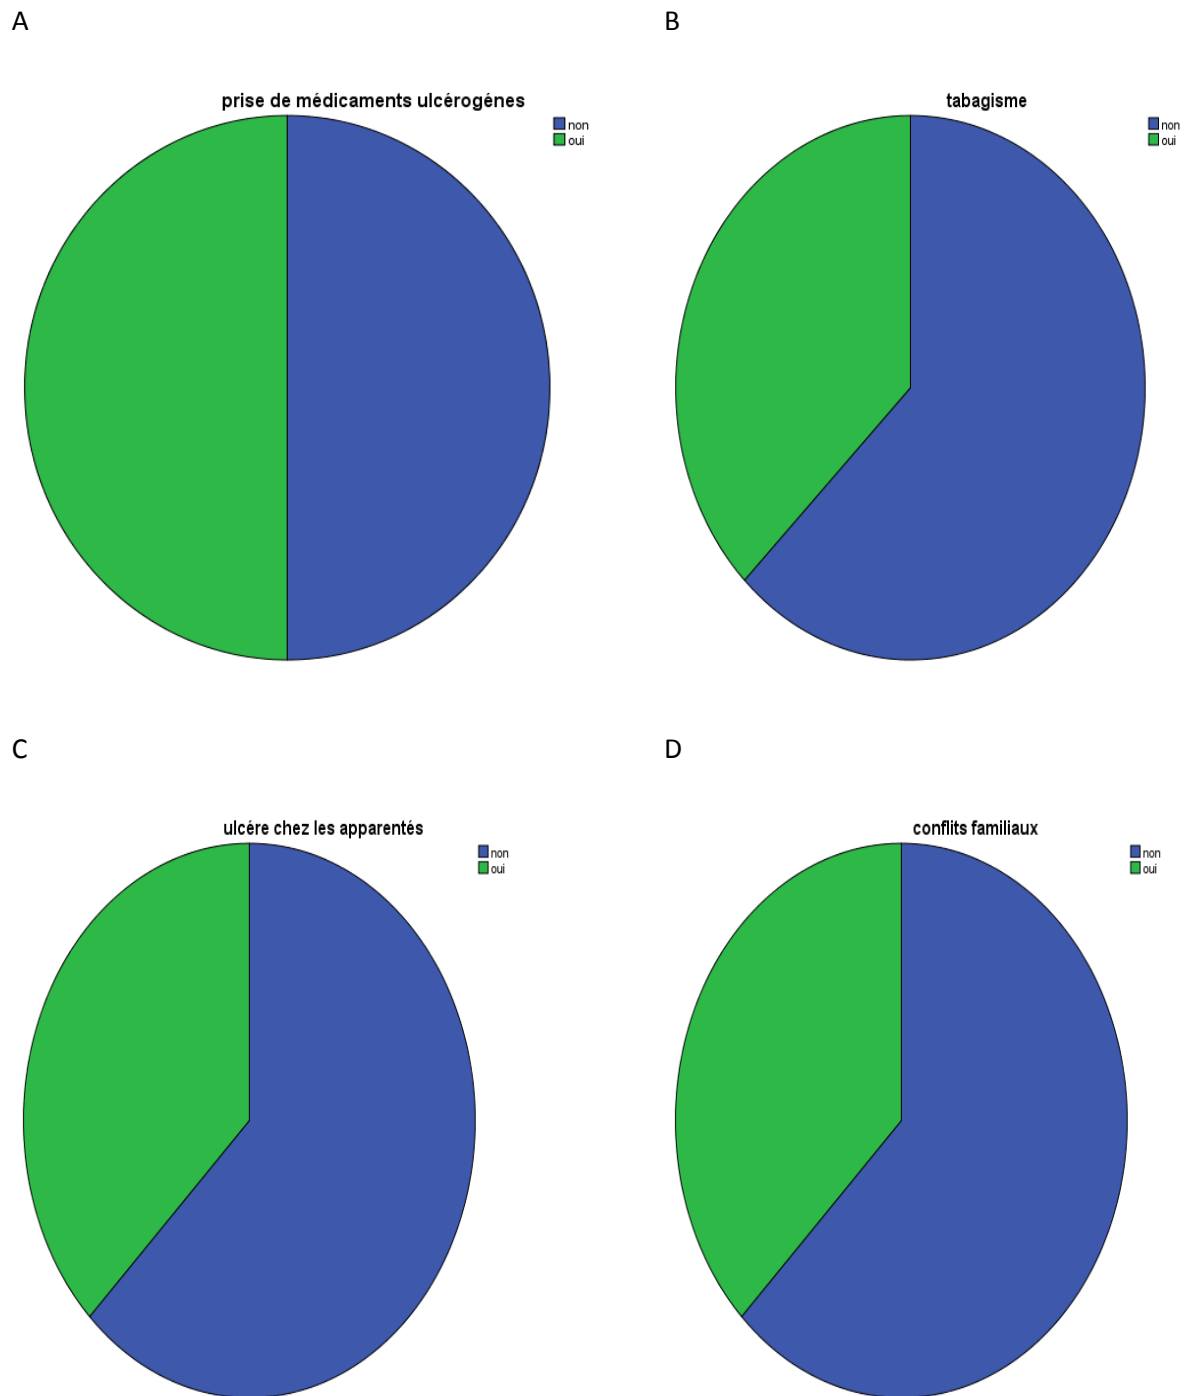 A
prise de médicaments ulcérogénes
non
oui
B
tabagisme
non
oui
C
ulcére chez les apparentés
non
oui
D
conflits familiaux
non
oui